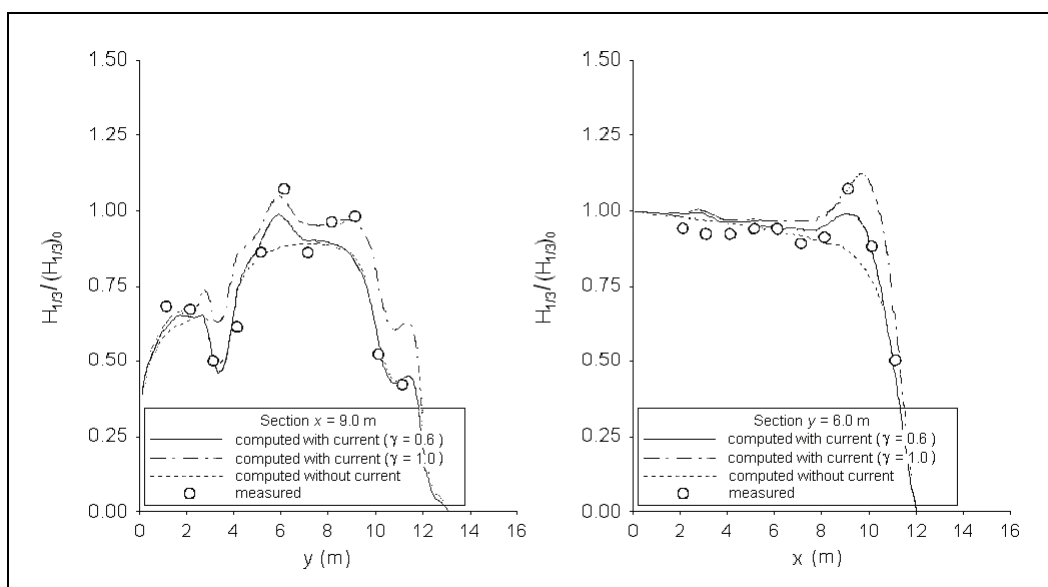 1.50
1.25
1.00
0.75
0.50
0.25
0.00
H1/3/(H1/3)0
Section x = 9.0 m
computed with current ( γ = 0.6 )
computed with current ( γ = 1.0 )
computed without current
measured
0 2 4 6 8 10 12 14 16
y (m)
1.50
1.25
1.00
0.75
0.50
0.25
0.00
H1/3/(H1/3)0
Section y = 6.0 m
computed with current ( γ = 0.6 )
computed with current ( γ = 1.0 )
computed without current
measured
0 2 4 6 8 10 12 14 16
x (m)